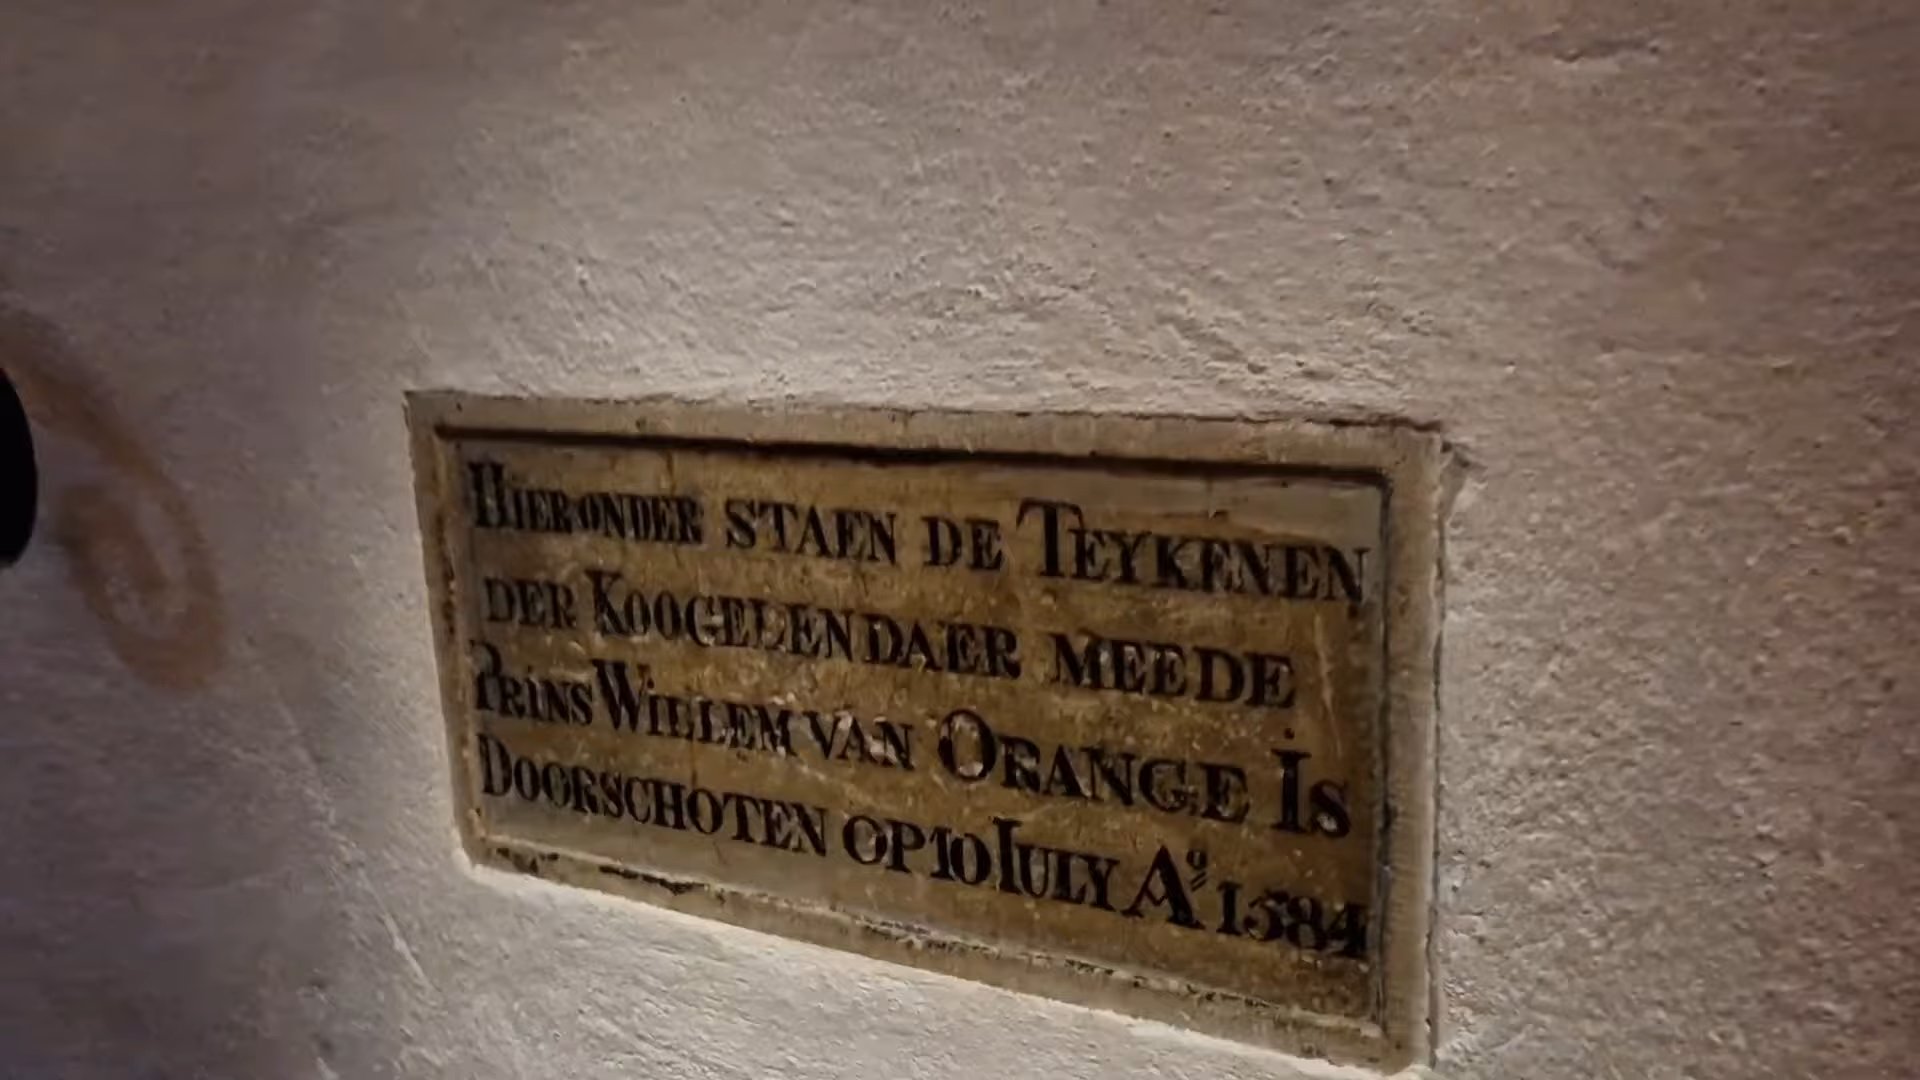 HIERONDER STAEN DE TEYKENEN
DER KOOGELEN DAER MEEDE
PRINS WILLEM VAN ORANGE IS
DOORSCHOTEN OP 10 IULY Aº 1584